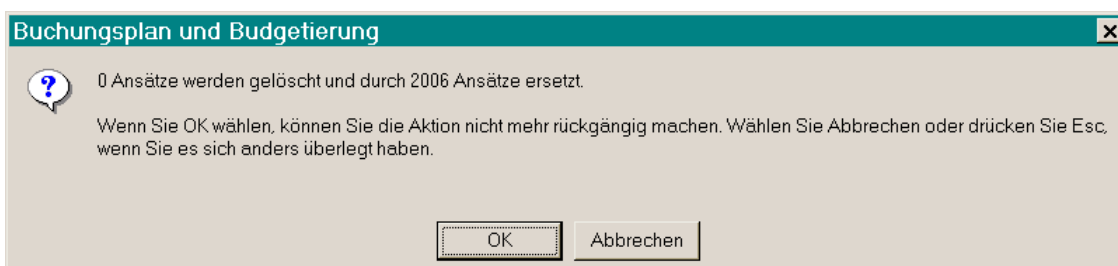 Buchungsplan und Budgetierung
0 Ansätze werden gelöscht und durch 2006 Ansätze ersetzt.
Wenn Sie OK wählen, können Sie die Aktion nicht mehr rückgängig machen. Wählen Sie Abbrechen oder drücken Sie Esc,
wenn Sie es sich anders überlegt haben.
OK Abbrechen